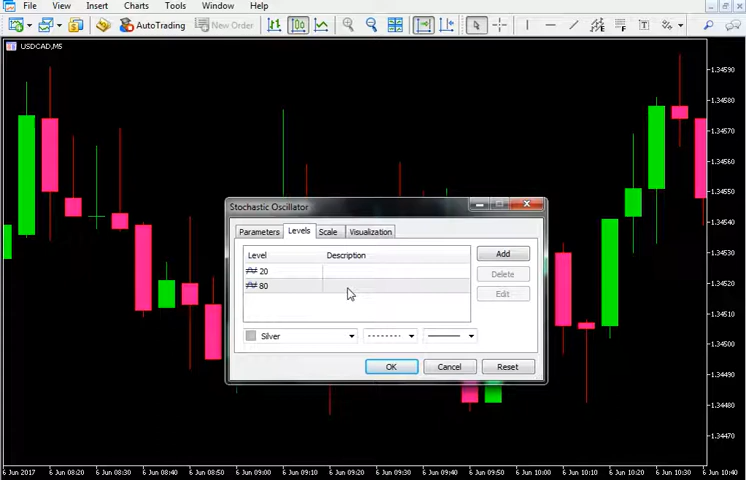 File View Insert Charts Tools Window Help
AutoTrading New Order
USDCAD,M5
1.34590
1.34580
1.34570
1.34560
1.34550
1.34540
1.34530
1.34520
1.34510
1.34500
1.34490
1.34480
1.34470
Stochastic Oscillator
Parameters Levels Scale Visualization
Level Description
20
80
Add
Delete
Edit
Silver
OK Cancel Reset
6 Jun 2017 6 Jun 08:20 6 Jun 08:30 6 Jun 08:40 6 Jun 08:50 6 Jun 09:00 6 Jun 09:10 6 Jun 09:20 6 Jun 09:30 6 Jun 09:40 6 Jun 09:50 6 Jun 10:00 6 Jun 10:10 6 Jun 10:20 6 Jun 10:30 6 Jun 10:40